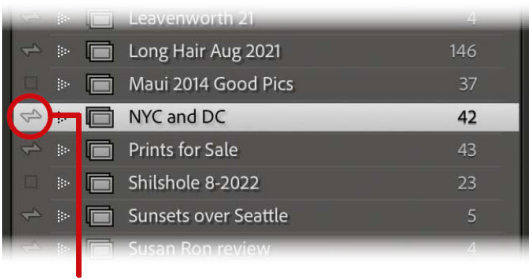 Leavenworth 21 4
Long Hair Aug 2021 146
Maui 2014 Good Pics 37
NYC and DC 42
Prints for Sale 43
Shilshole 8-2022 23
Sunsets over Seattle 5
Susan Ron review 4